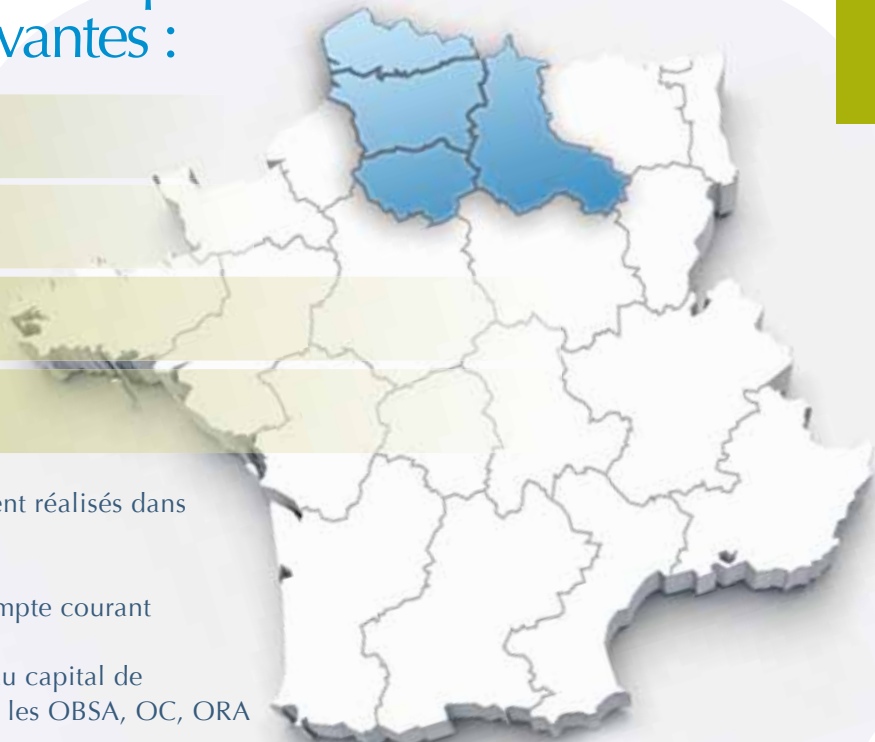 vantes :
ent réalisés dans
mpte courant
u capital de
les OBSA, OC, ORA